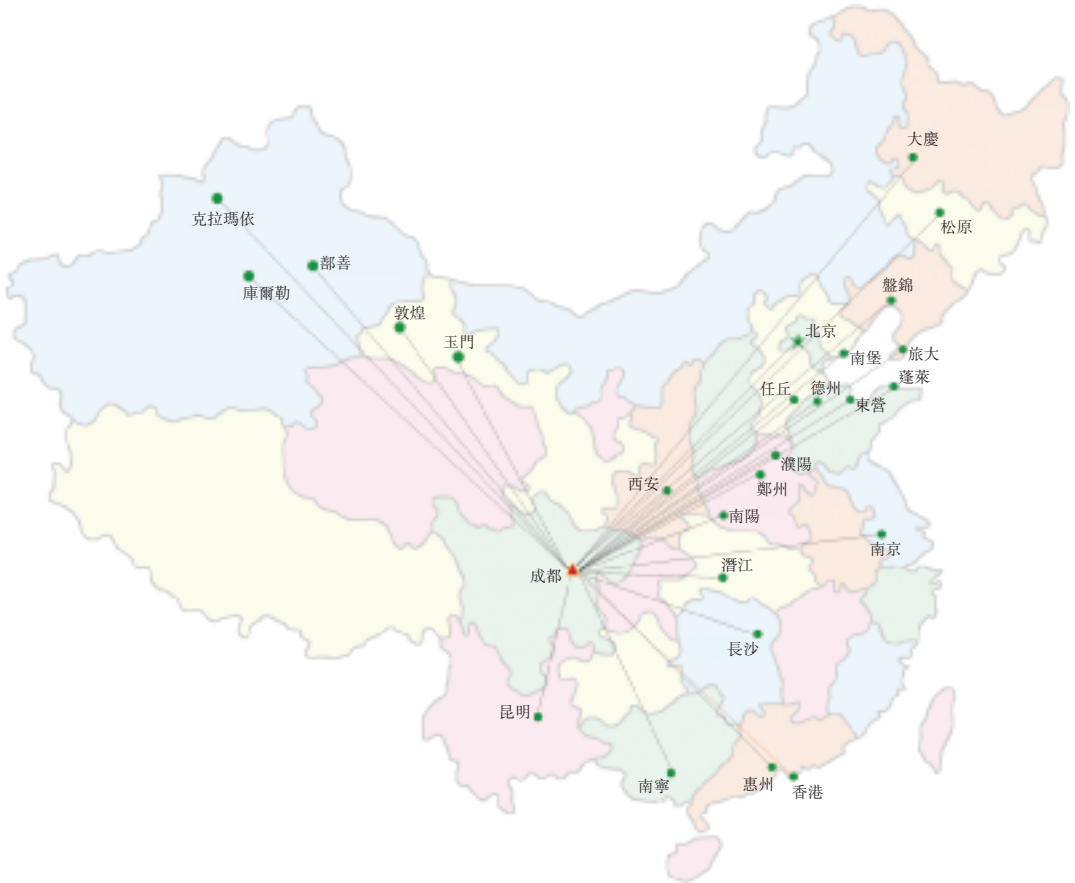 大慶
克拉瑪依
松原
鄯善
庫爾勒
盤錦
敦煌
北京
玉門
南堡
旅大
蓬萊
任丘
德州
東營
濮陽
西安
鄭州
南陽
南京
潛江
成都
長沙
昆明
南寧
惠州
香港